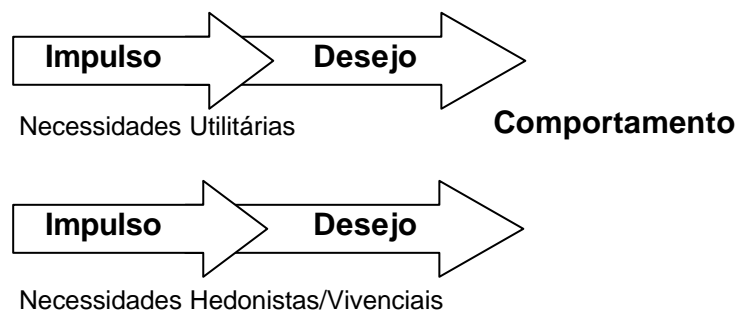 Impulso Desejo
Necessidades Utilitárias
Comportamento
Impulso Desejo
Necessidades Hedonistas/Vivenciais